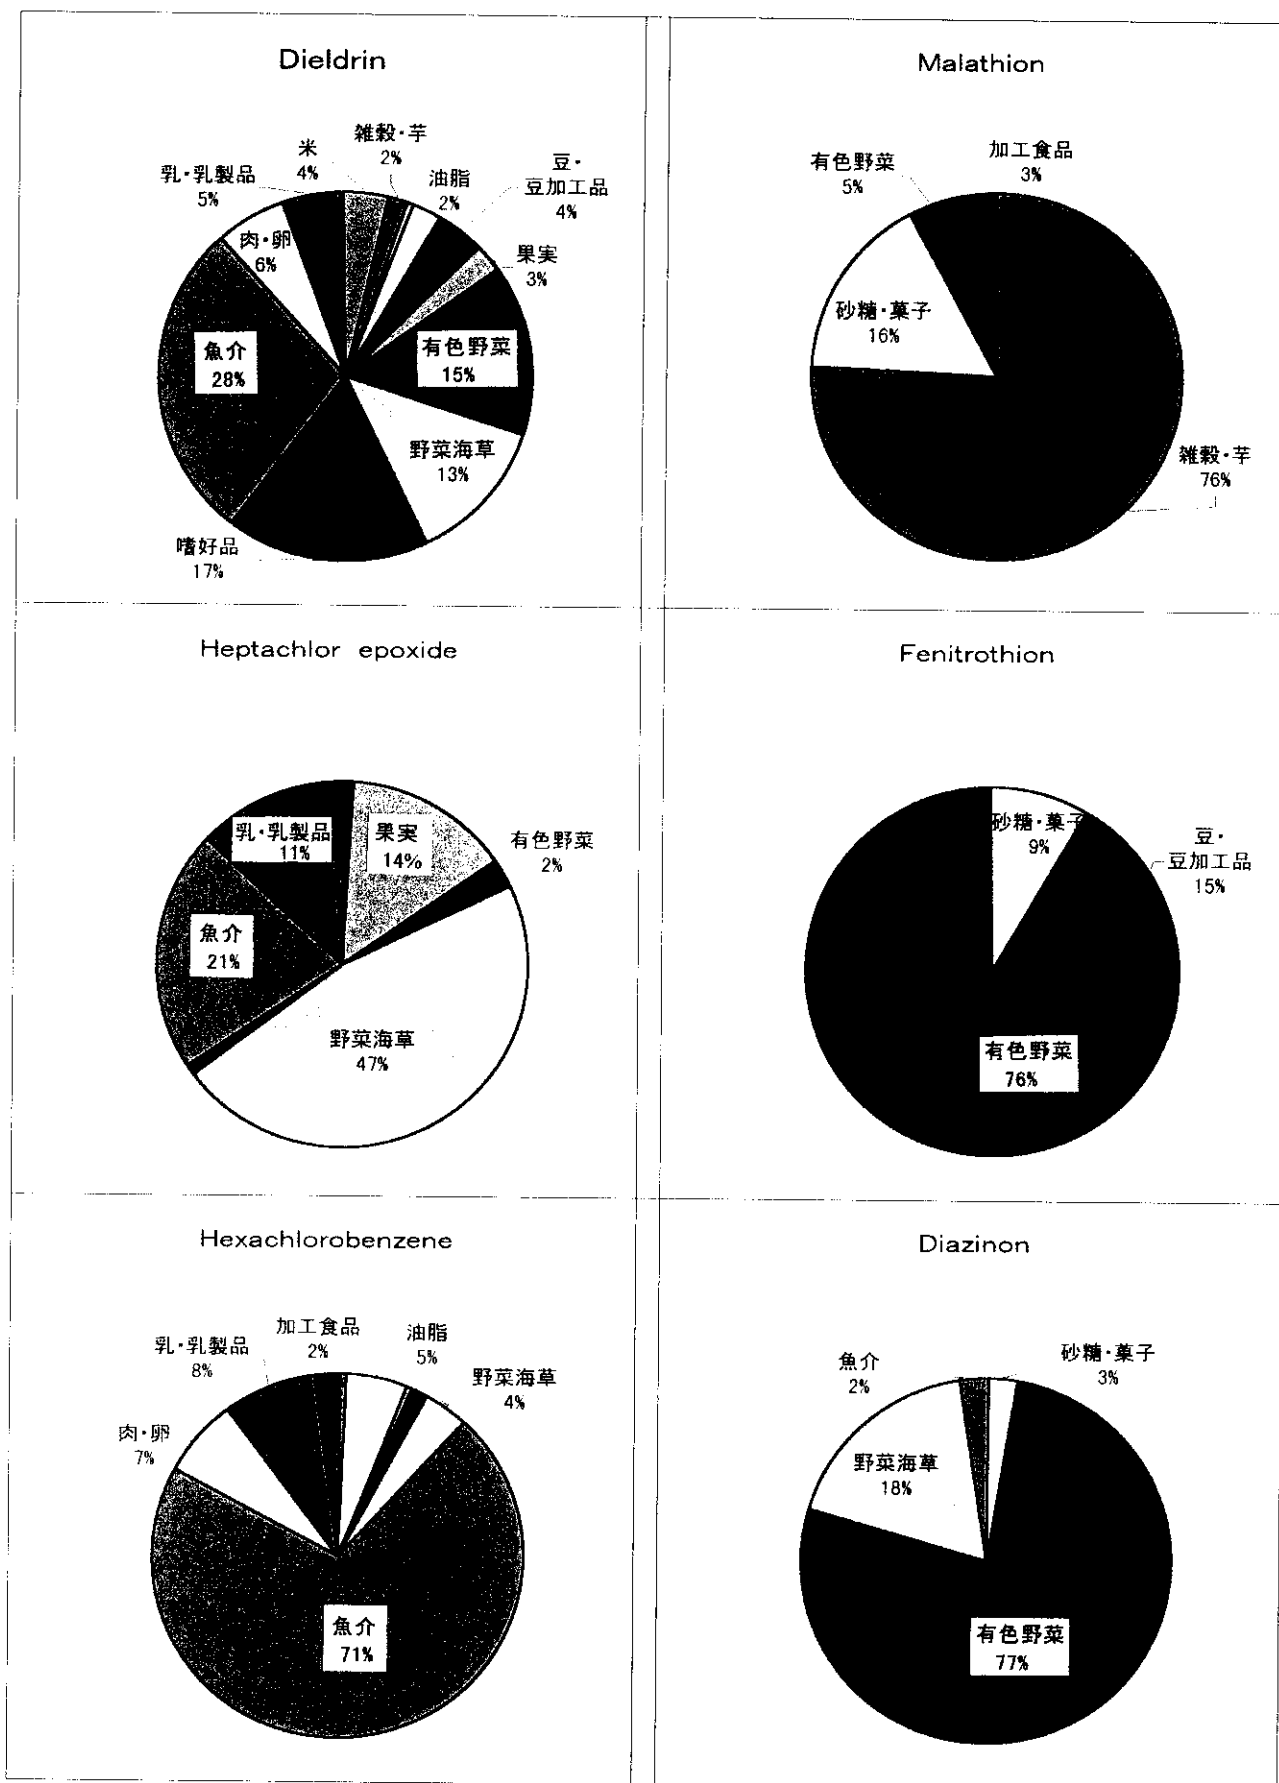 Dieldrin
米
4%
雑穀・芋
2%
油脂
2%
豆・
豆加工品
4%
果実
3%
有色野菜
15%
野菜海草
13%
嗜好品
17%
魚介
28%
肉・卵
6%
乳・乳製品
5%
Malathion
加工食品
3%
有色野菜
5%
砂糖・菓子
16%
雑穀・芋
76%
Heptachlor epoxide
乳・乳製品
11%
果実
14%
有色野菜
2%
魚介
21%
野菜海草
47%
Fenitrothion
砂糖・菓子
9%
豆・
豆加工品
15%
有色野菜
76%
Hexachlorobenzene
加工食品
2%
油脂
5%
乳・乳製品
8%
野菜海草
4%
肉・卵
7%
魚介
71%
Diazinon
魚介
2%
砂糖・菓子
3%
野菜海草
18%
有色野菜
77%